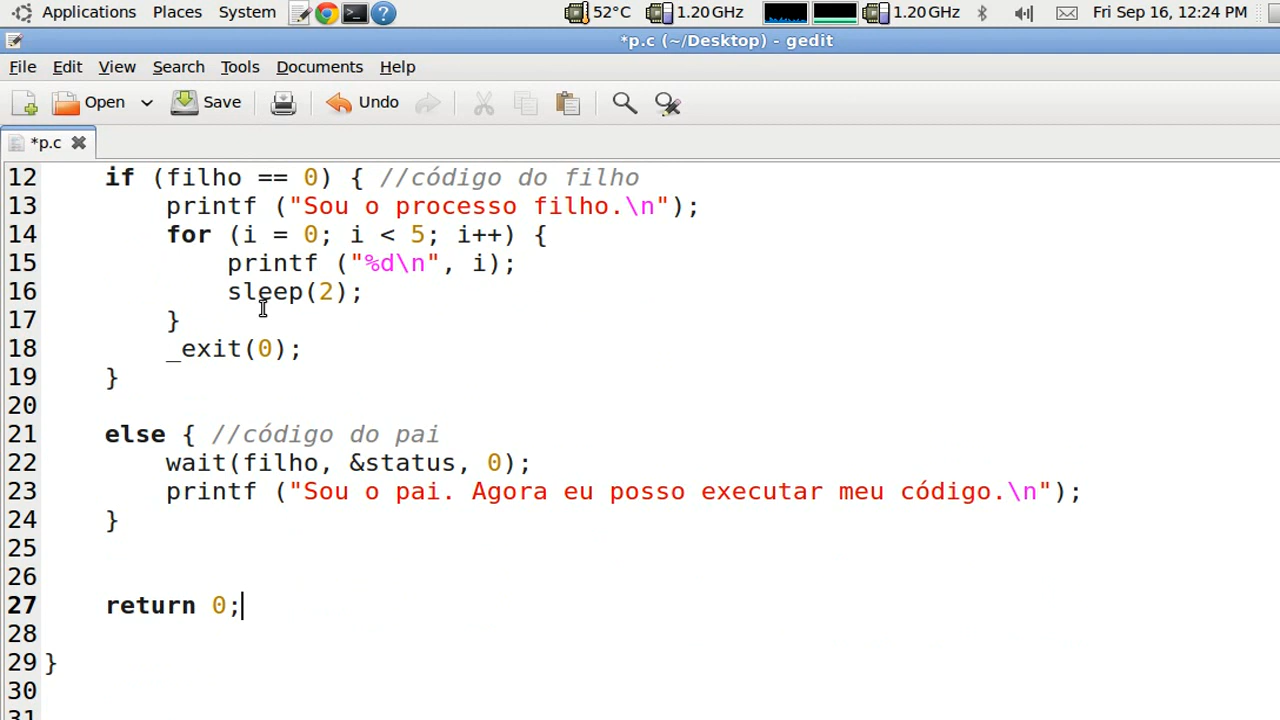 Applications Places System 52°C 1.20 GHz 1.20 GHz Fri Sep 16, 12:24 PM
*p.c (~/Desktop) - gedit
File Edit View Search Tools Documents Help
Open Save Undo
*p.c
12 if (filho == 0) { //código do filho
13 printf ("Sou o processo filho.\n");
14 for (i = 0; i < 5; i++) {
15 printf ("%d\n", i);
16 sleep(2);
17 }
18 _exit(0);
19 }
20
21 else { //código do pai
22 wait(filho, &status, 0);
23 printf ("Sou o pai. Agora eu posso executar meu código.\n");
24 }
25
26
27 return 0;
28
29 }
30
31